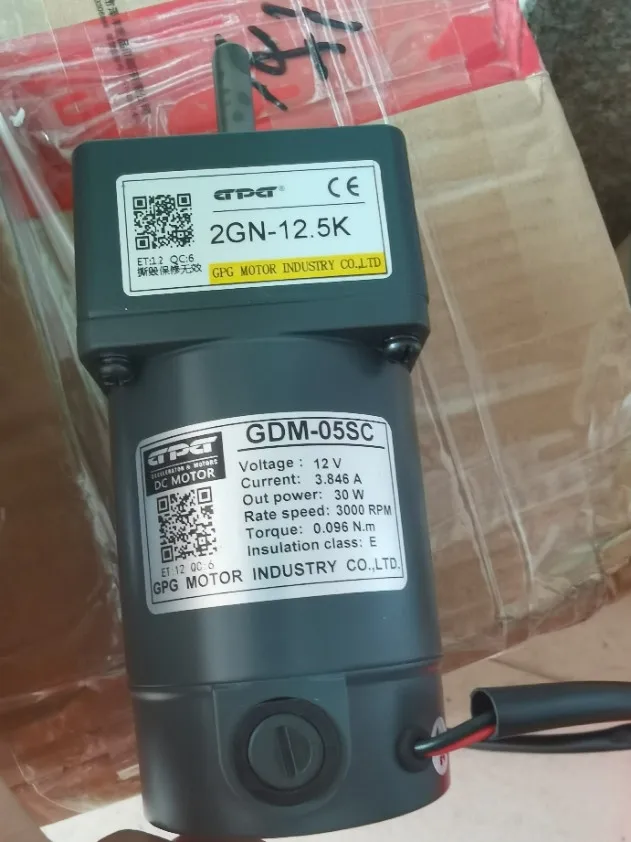 GPG®
CE
2GN-12.5K
ET:12 QC:6
撕毁保修无效
GPG MOTOR INDUSTRY CO.,LTD
GPG
DC MOTOR
GDM-05SC
Voltage : 12 V
Current: 3.846 A
Out power: 30 W
Rate speed: 3000 RPM
Torque: 0.096 N.m
Insulation class: E
ET:12 QC:6
GPG MOTOR INDUSTRY CO.,LTD.